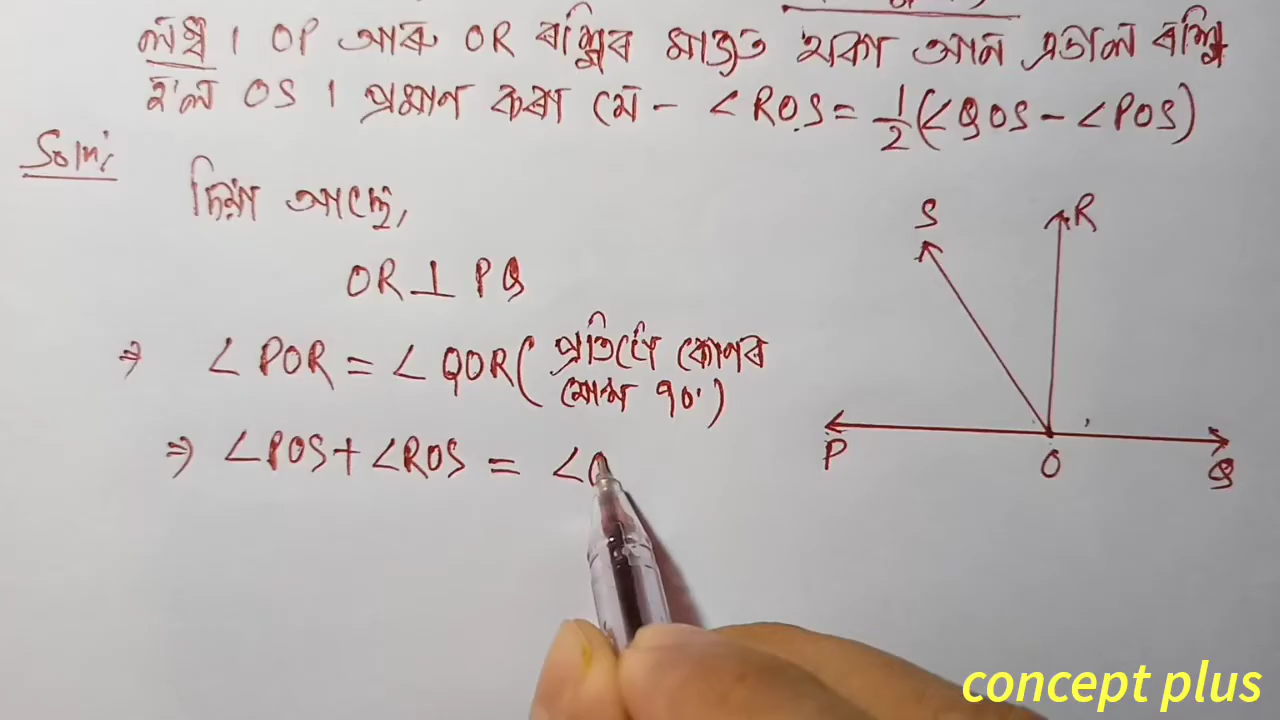 লম্ব । OP আৰু OR ৰশ্মিৰ মাজত থকা আন এডাল ৰশ্মি
হ'ল OS । প্ৰমাণ কৰা যে - ∠ROS = 1/2 (∠QOS - ∠POS)
Soln:
দিয়া আছে,
OR ⊥ PQ
⇒ ∠POR = ∠QOR ( প্ৰতিটো কোণৰ
মাপ 90°)
⇒ ∠POS + ∠ROS = ∠Q
S R
P O Q
concept plus